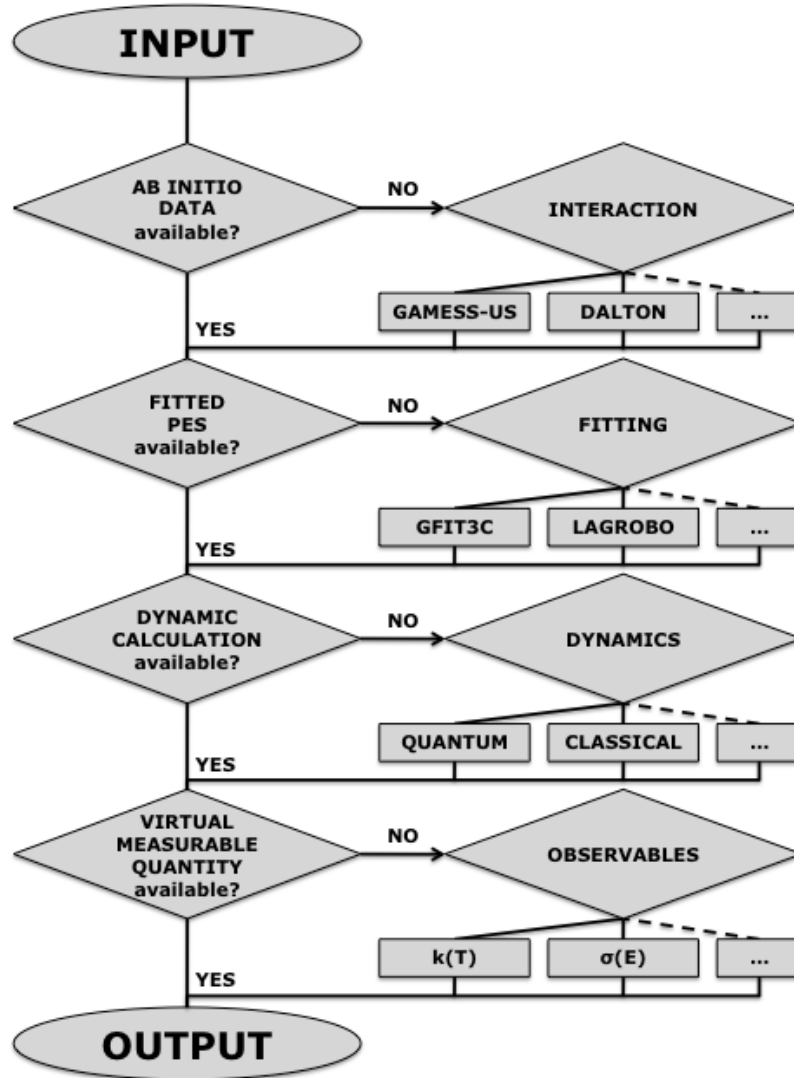 INPUT
AB INITIO
DATA
available?
NO
INTERACTION
GAMESS-US
DALTON
...
YES
FITTED
PES
available?
NO
FITTING
GFIT3C
LAGROBO
...
YES
DYNAMIC
CALCULATION
available?
NO
DYNAMICS
QUANTUM
CLASSICAL
...
YES
VIRTUAL
MEASURABLE
QUANTITY
available?
NO
OBSERVABLES
k(T)
σ(E)
...
YES
OUTPUT